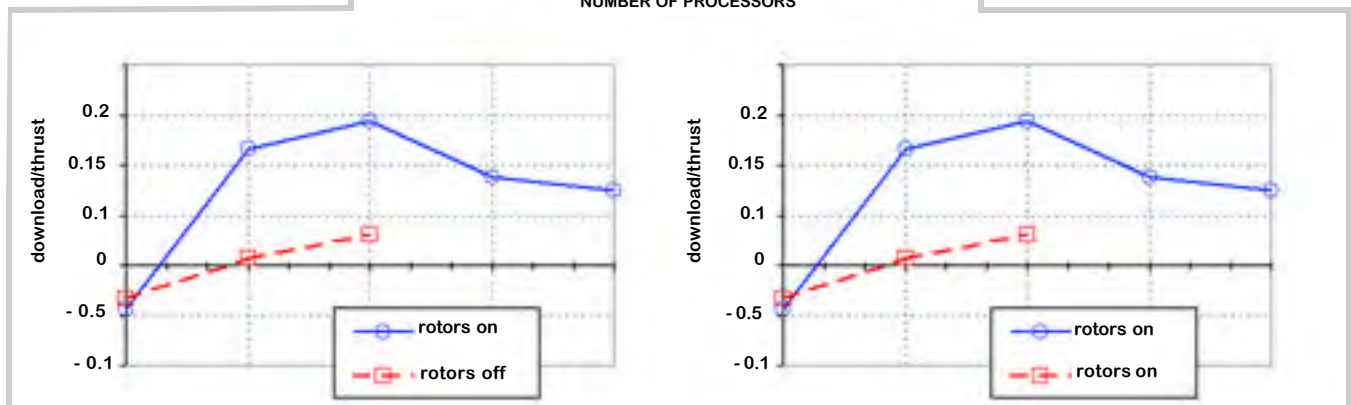 NUMBER OF PROCESSORS
download/thrust
0.2
0.15
0.1
0
- 0.5
- 0.1
rotors on
rotors off
download/thrust
0.2
0.15
0.1
0
- 0.5
- 0.1
rotors on
rotors on